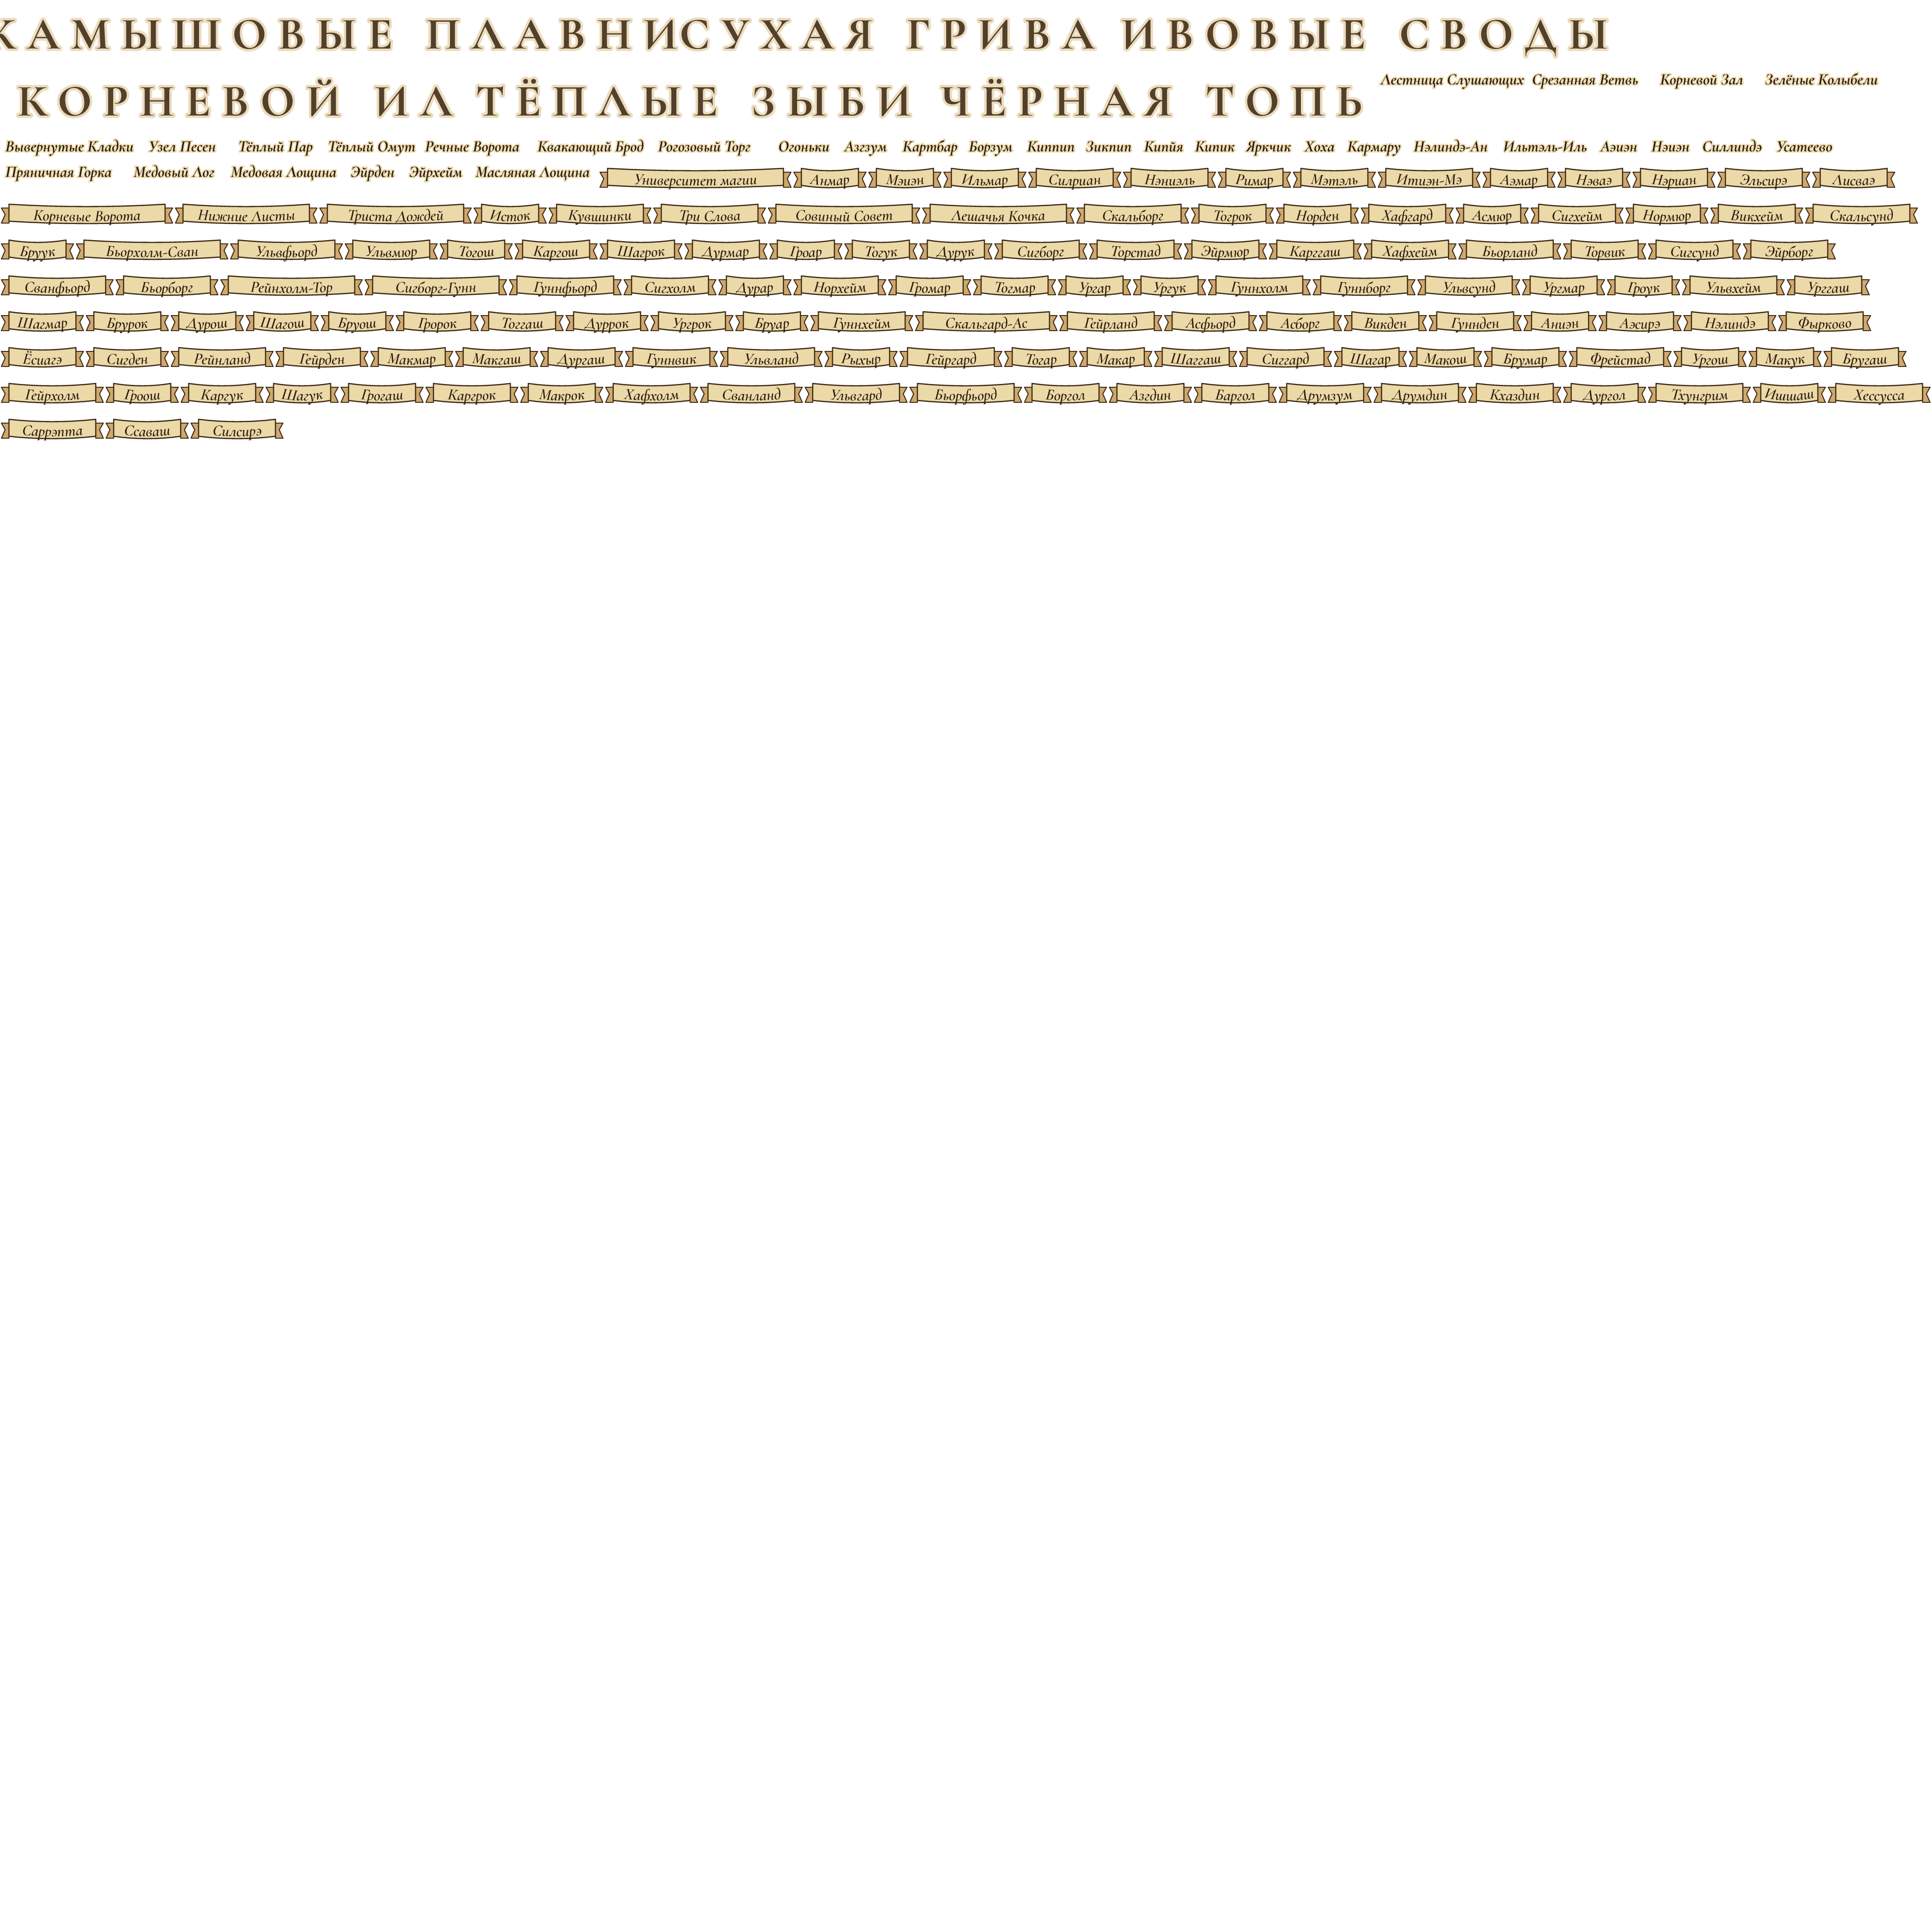 КАМЫШОВЫЕ ПЛАВНИ СУХАЯ ГРИВА ИВОВЫЕ СВОДЫ
КОРНЕВОЙ ИЛ ТЁПЛЫЕ ЗЫБИ ЧЁРНАЯ ТОПЬ Лестница Слушающих Срезанная Ветвь Корневой Зал Зелёные Колыбели
Вывернутые Кладки Узел Песен Тёплый Пар Тёплый Омут Речные Ворота Квакающий Брод Рогозовый Торг Огоньки Азгзум Картбар Борзум Киппип Зикпип Кипйя Кипик Яркчик Хоха Кармару Нэлиндэ-Ан Ильтэль-Иль Аэиэн Нэиэн Силлиндэ Усатеево
Пряничная Горка Медовый Лог Медовая Лощина Эйрден Эйрхейм Масляная Лощина Университет магии Анмар Мэиэн Ильмар Силриан Нэниэль Римар Мэтэль Итиэн-Мэ Аэмар Нэваэ Нэриан Эльсирэ Лисваэ
Корневые Ворота Нижние Листы Триста Дождей Исток Кувшинки Три Слова Совиный Совет Лешачья Кочка Скальборг Тогрок Норден Хафгард Асмюр Сигхейм Нормюр Викхейм Скальсунд
Бруук Бьорхолм-Сван Ульвфьорд Ульвмюр Тогош Каргош Шагрок Дурмар Гроар Тогук Дурук Сигборг Торстад Эйрмюр Карггаш Хафхейм Бьорланд Торвик Сигсунд Эйрборг
Сванфьорд Бьорборг Рейнхолм-Тор Сигборг-Гунн Гуннфьорд Сигхолм Дурар Норхейм Громар Тогмар Ургар Ургук Гуннхолм Гуннборг Ульвсунд Ургмар Гроук Ульвхейм Урггаш
Шагмар Брурок Дурош Шагош Бруош Гророк Тоггаш Дуррок Ургрок Бруар Гуннхейм Скальгард-Ас Гейрланд Асфьорд Асборг Викден Гуннден Аниэн Аэсирэ Нэлиндэ Фырково
Ёсиагэ Сигден Рейнланд Гейрден Макмар Макгаш Дургаш Гуннвик Ульвланд Рыхыр Гейргард Тогар Макар Шаггаш Сиггард Шагар Макош Брумар Фрейстад Ургош Макук Бругаш
Гейрхолм Гроош Каргук Шагук Грогаш Каргрок Макрок Хафхолм Сванланд Ульвгард Бьорфьорд Боргол Азгдин Баргол Друмзум Друмдин Кхаздин Дургол Тхунгрим Ишшаш Хессусса
Саррэпта Ссаваш Силсирэ